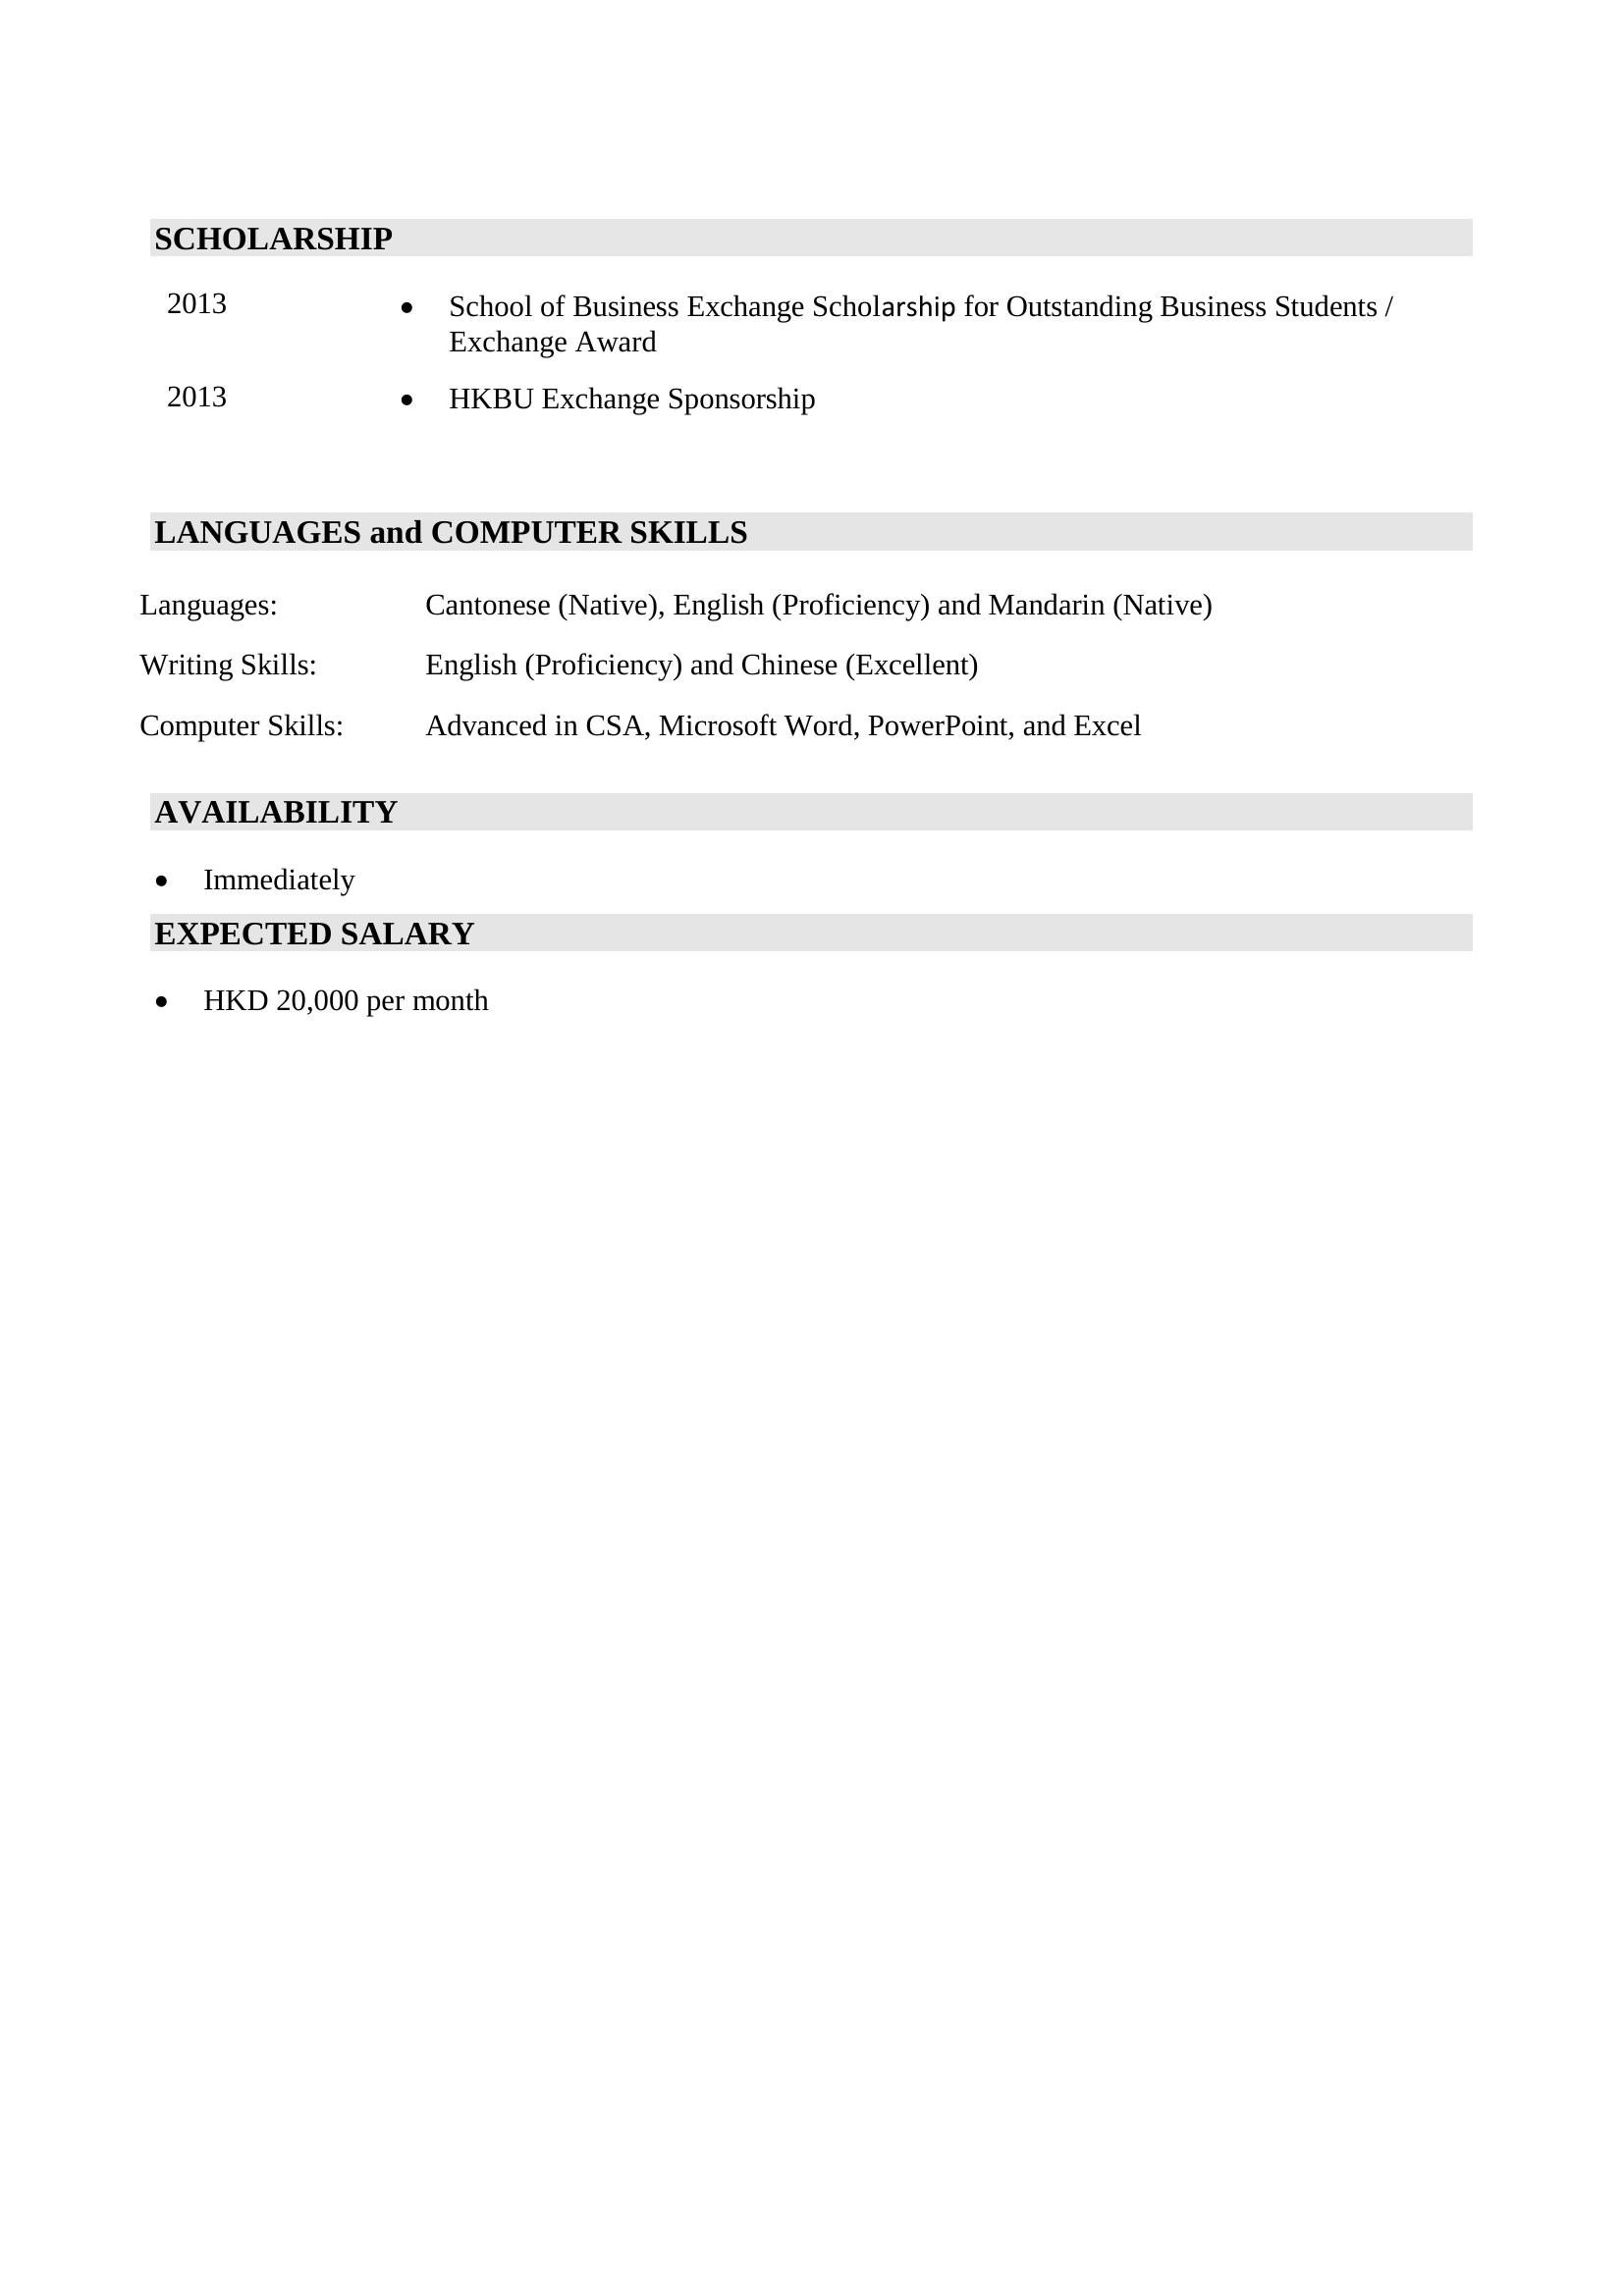 SCHOLARSHIP
2013 • School of Business Exchange Scholarship for Outstanding Business Students /
Exchange Award
2013 • HKBU Exchange Sponsorship
LANGUAGES and COMPUTER SKILLS
Languages: Cantonese (Native), English (Proficiency) and Mandarin (Native)
Writing Skills: English (Proficiency) and Chinese (Excellent)
Computer Skills: Advanced in CSA, Microsoft Word, PowerPoint, and Excel
AVAILABILITY
• Immediately
EXPECTED SALARY
• HKD 20,000 per month